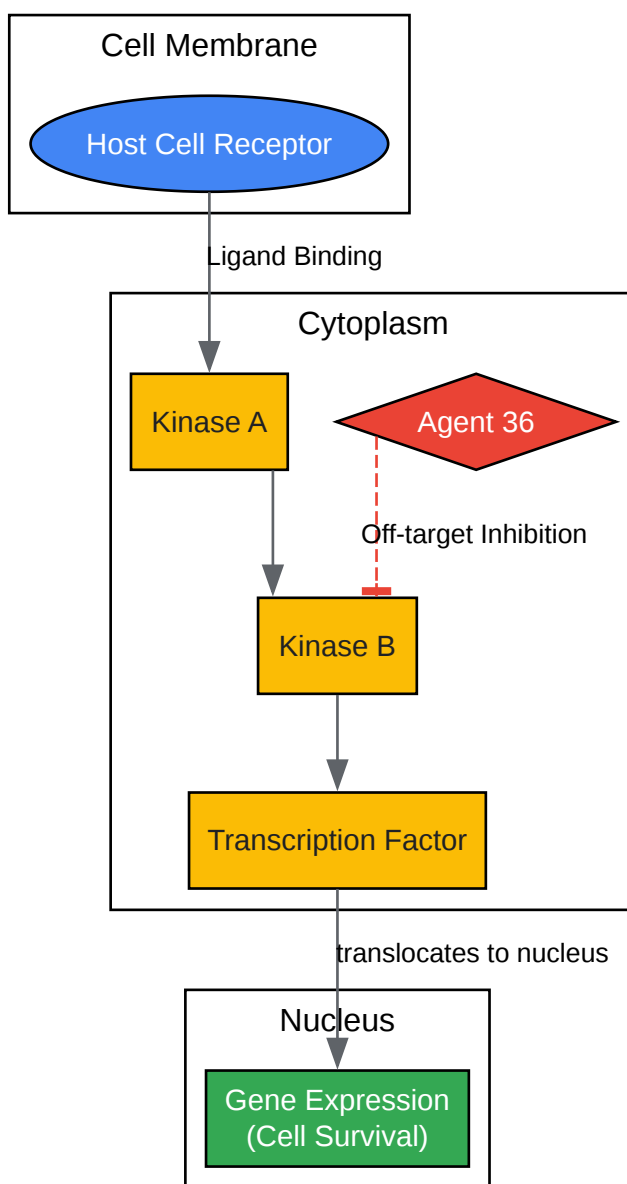 Cell Membrane
Host Cell Receptor
Ligand Binding
Cytoplasm
Kinase A
Agent 36
Off-target Inhibition
Kinase B
Transcription Factor
translocates to nucleus
Nucleus
Gene Expression
(Cell Survival)